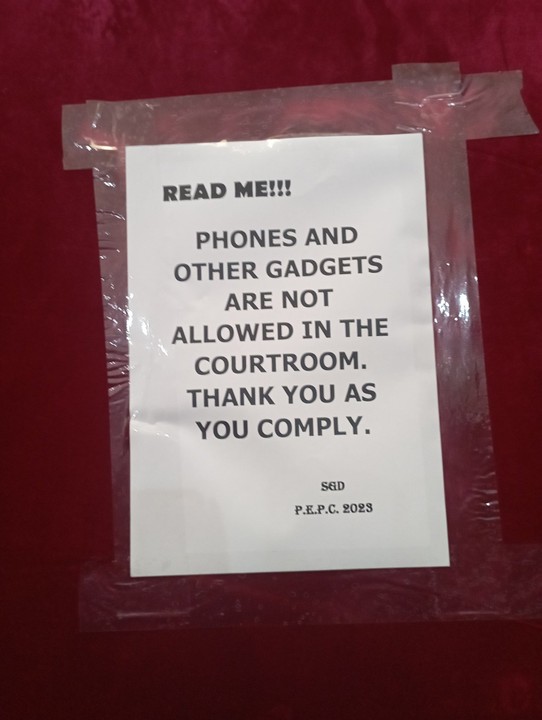 READ ME!!!
PHONES AND
OTHER GADGETS
ARE NOT
ALLOWED IN THE
COURTROOM.
THANK YOU AS
YOU COMPLY.
SGD
P.E.P.C. 2023